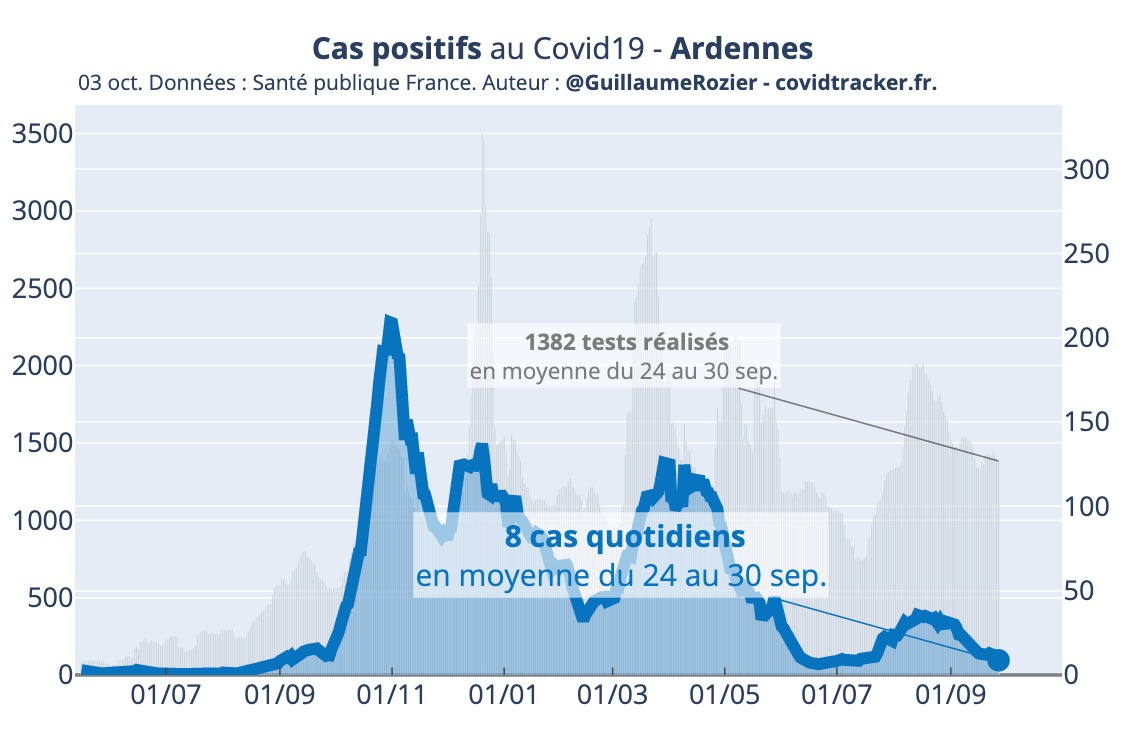 Cas positifs au Covid19 - Ardennes
03 oct. Données : Santé publique France. Auteur : @GuillaumeRozier - covidtracker.fr.
3500
3000
2500
2000
1500
1000
500
0
300
250
200
150
100
50
0
1382 tests réalisés
en moyenne du 24 au 30 sep.
8 cas quotidiens
en moyenne du 24 au 30 sep.
01/07 01/09 01/11 01/01 01/03 01/05 01/07 01/09